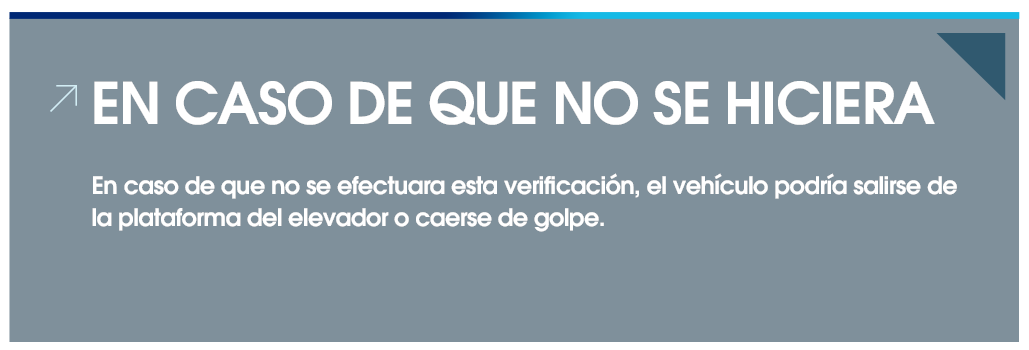 EN CASO DE QUE NO SE HICIERA
En caso de que no se efectuara esta verificación, el vehículo podría salirse de
la plataforma del elevador o caerse de golpe.